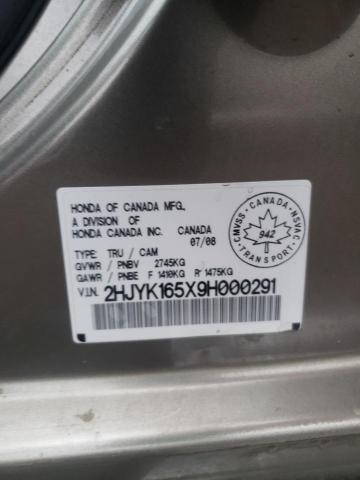 HONDA OF CANADA MFG,
A DIVISION OF
HONDA CANADA INC. CANADA
07/08
TYPE TRU / CAM
GVWR / PNBV 2745KG
GAWR / PNBE F 1410KG R 1475KG
V.I.N. 2HJYK165X9H000291
CMVSS - CANADA - NSVAC
942
TRANSPORT